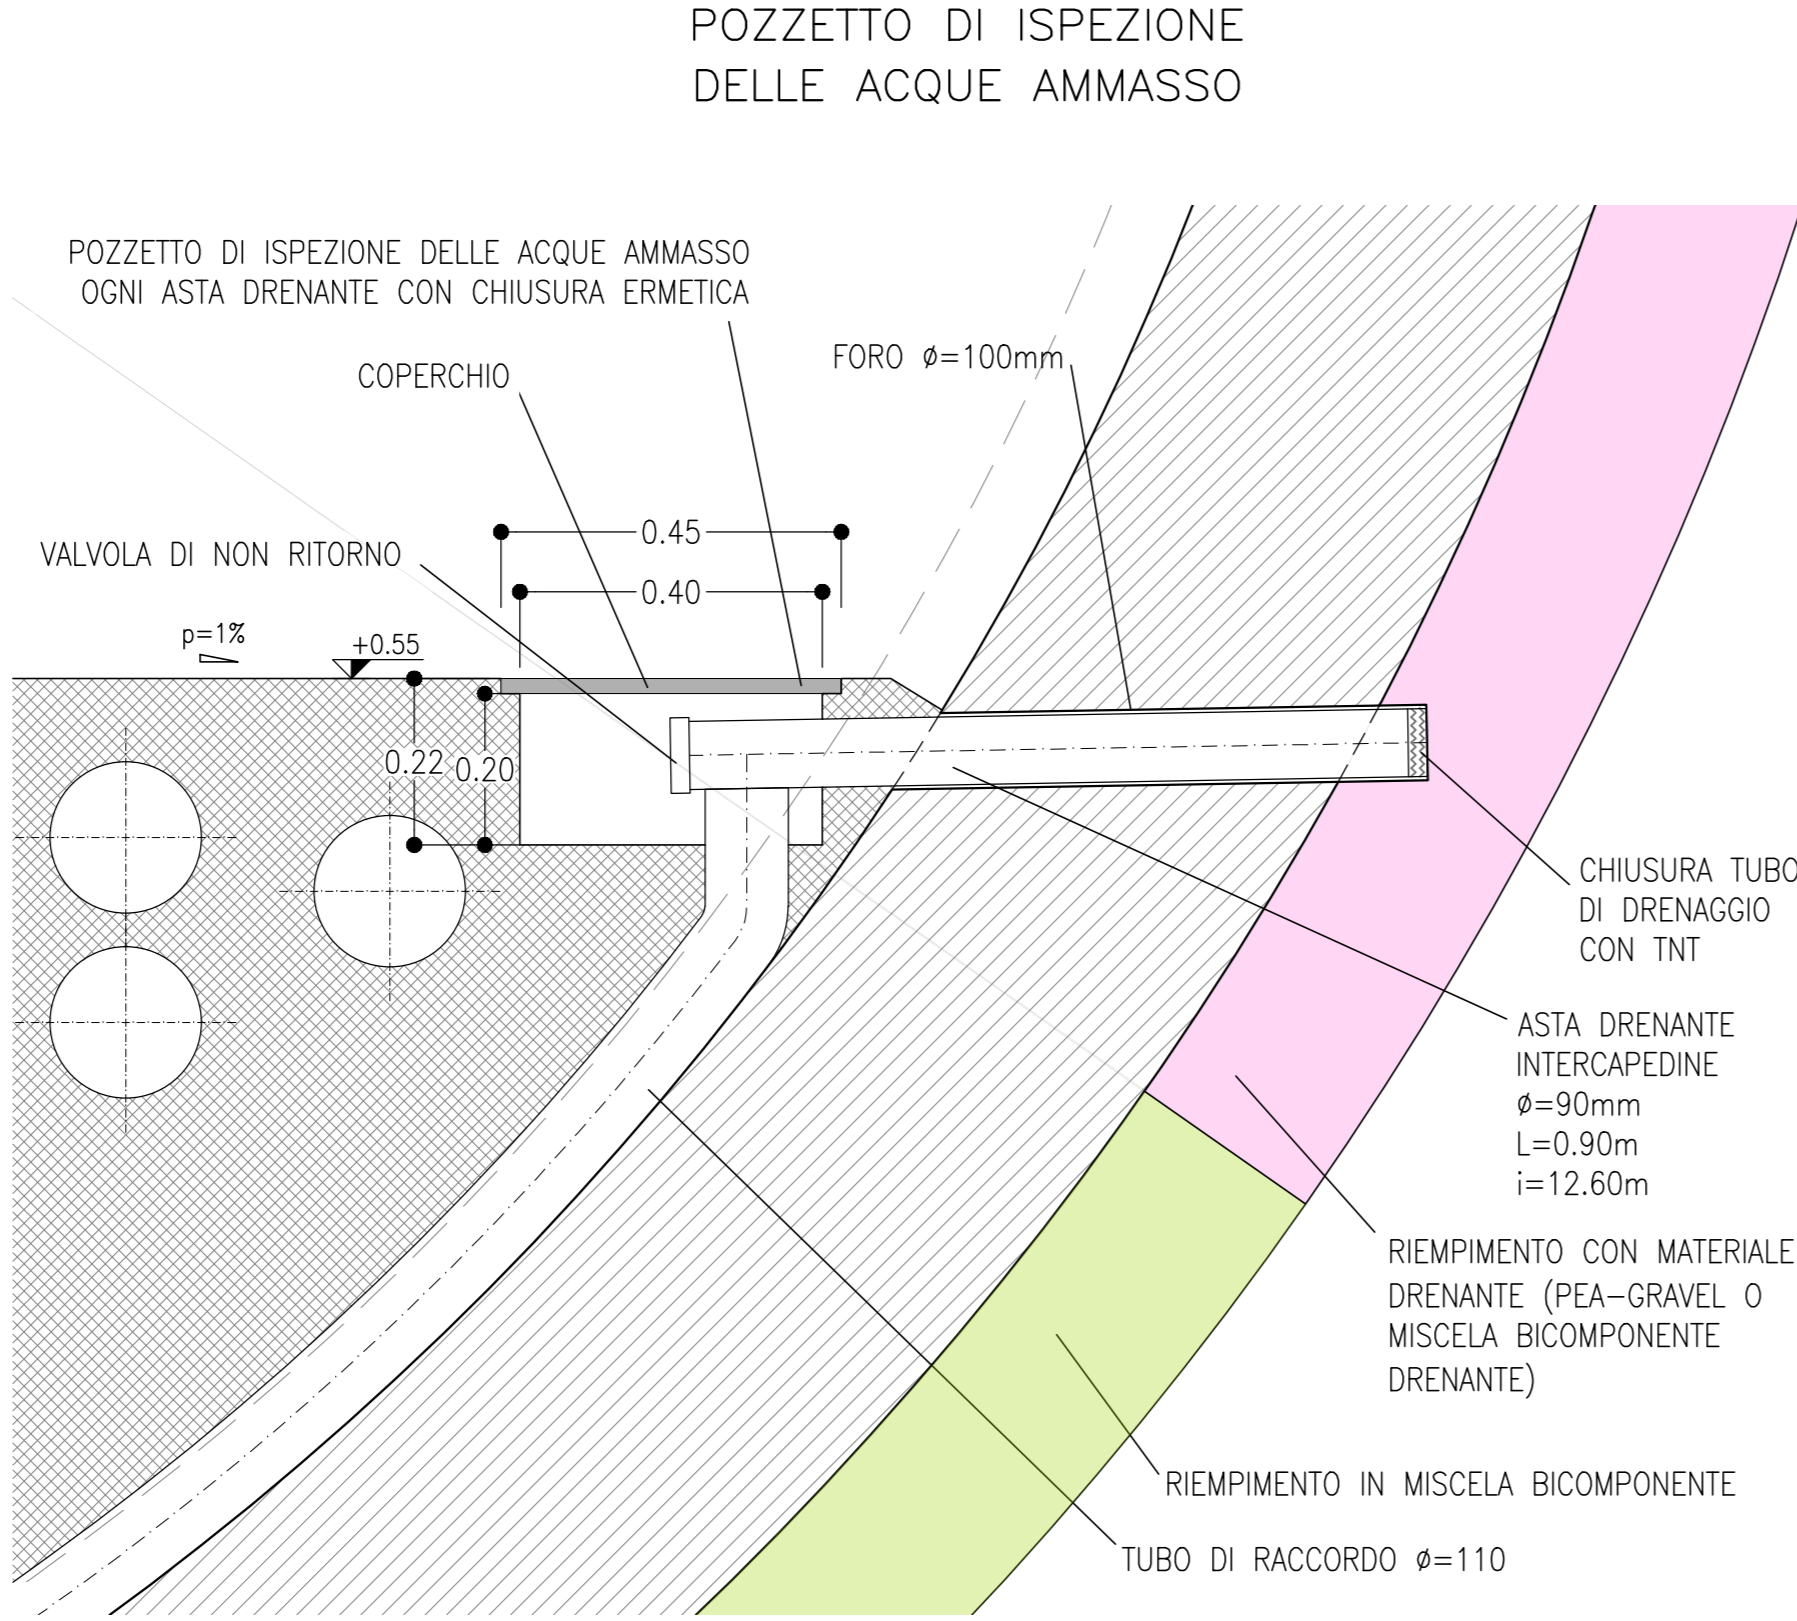 POZZETTO DI ISPEZIONE
DELLE ACQUE AMMASSO
POZZETTO DI ISPEZIONE DELLE ACQUE AMMASSO
OGNI ASTA DRENANTE CON CHIUSURA ERMETICA
COPERCHIO
FORO ø=100mm
VALVOLA DI NON RITORNO
0.45
0.40
p=1%
+0.55
0.22
0.20
CHIUSURA TUBO
DI DRENAGGIO
CON TNT
ASTA DRENANTE
INTERCAPEDINE
ø=90mm
L=0.90m
i=12.60m
RIEMPIMENTO CON MATERIALE
DRENANTE (PEA-GRAVEL O
MISCELA BICOMPONENTE
DRENANTE)
RIEMPIMENTO IN MISCELA BICOMPONENTE
TUBO DI RACCORDO ø=110